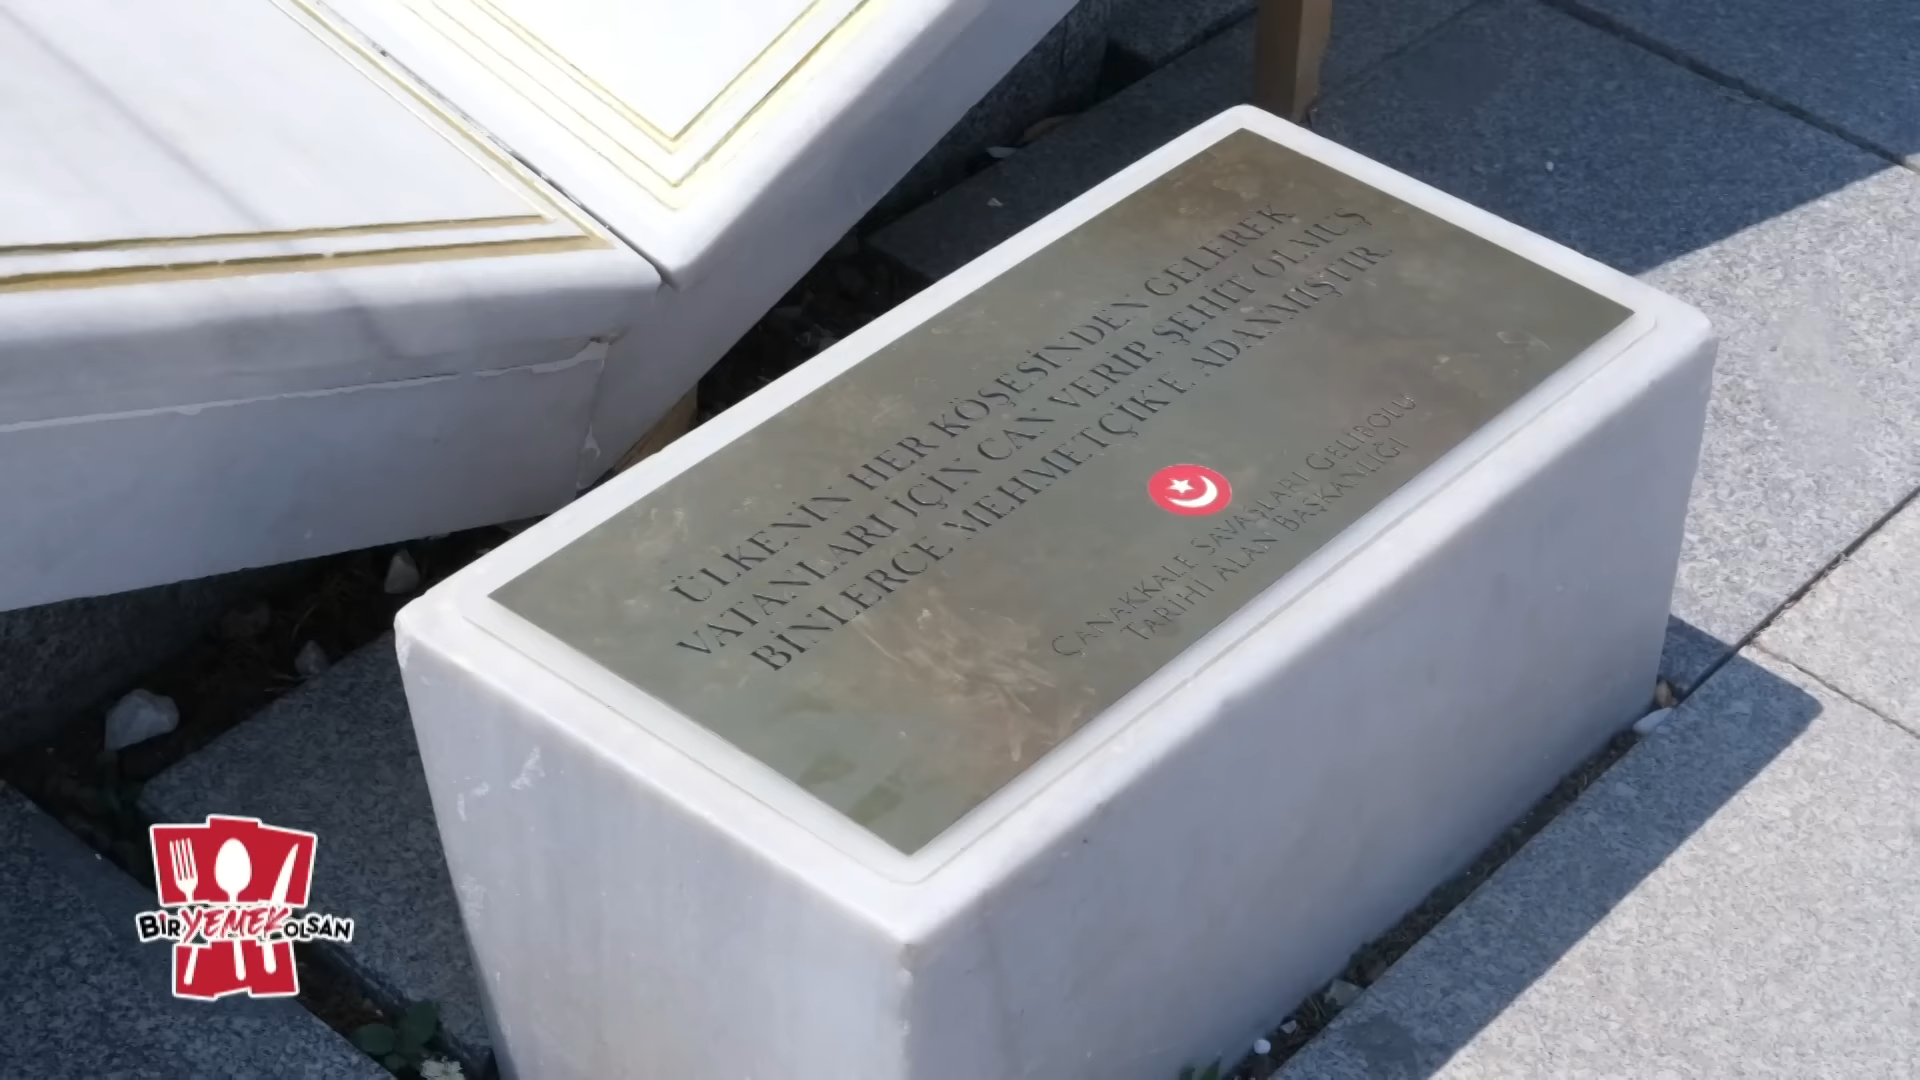 ÜLKENİN HER KÖŞESİNDEN GELEREK
VATANLARI İÇİN CAN VERİP, ŞEHİT OLMUŞ
BİNLERCE MEHMETÇİK'E ADANMIŞTIR.
ÇANAKKALE SAVAŞLARI GELİBOLU
TARİHİ ALAN BAŞKANLIĞI
BİR YEMEK OLSAN